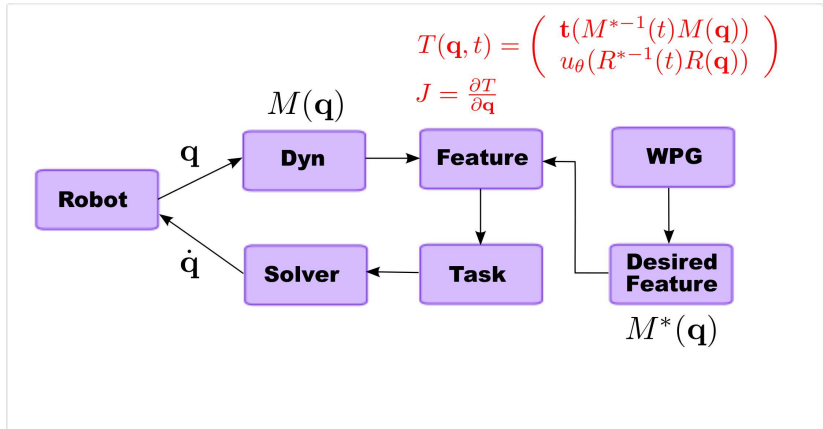 T(𝐪, t) = ( 𝐭(M*⁻¹(t)M(𝐪))
u_θ(R*⁻¹(t)R(𝐪)) )
J = ∂T/∂𝐪
M(𝐪)
𝐪
Robot
Dyn
Feature
WPG
𝐪̇
Solver
Task
Desired
Feature
M*(𝐪)